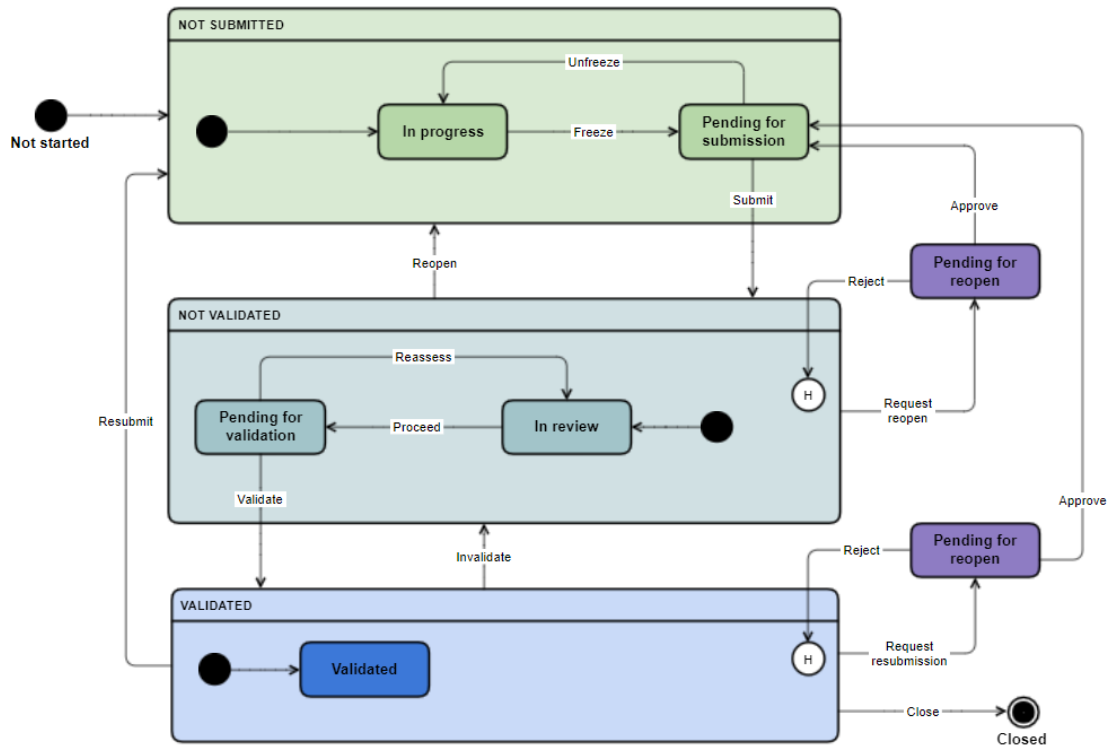 NOT SUBMITTED
Unfreeze
Not started
In progress
Freeze
Pending for
submission
Submit
Approve
Reopen
Pending for
reopen
Reject
NOT VALIDATED
Reassess
H
Request
reopen
Resubmit
Pending for
validation
Proceed
In review
Validate
Approve
Invalidate
Pending for
reopen
Reject
VALIDATED
Validated
H
Request
resubmission
Close
Closed